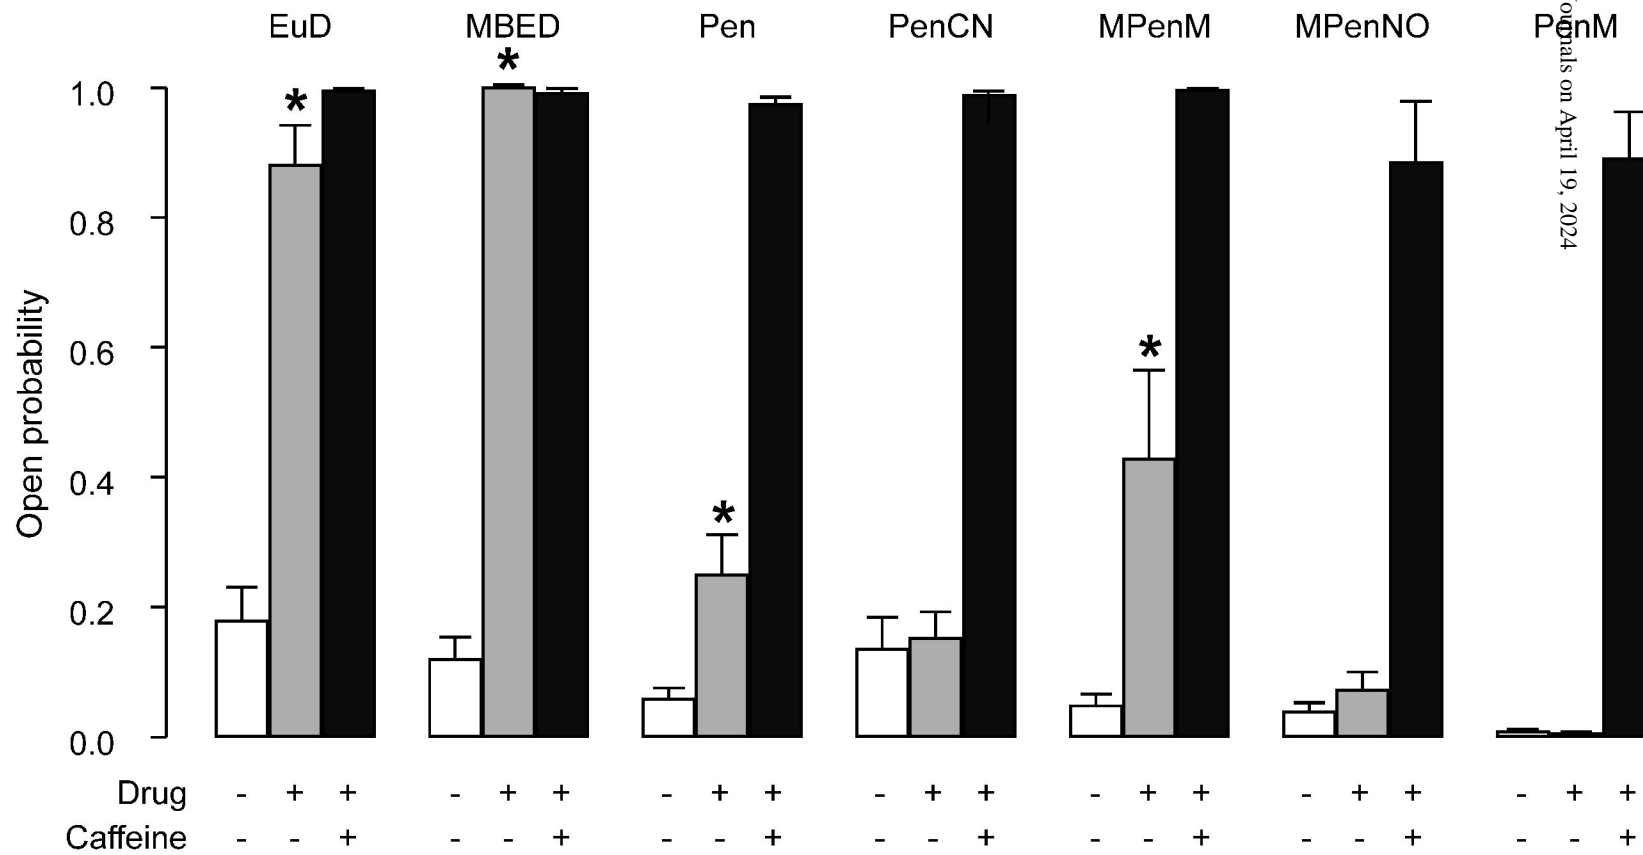 EuD MBED Pen PenCN MPenM MPenNO PenM
* * * *
1.0
0.8
0.6
0.4
0.2
0.0
Open probability
Drug - + + - + + - + + - + + - + + - + + - + +
Caffeine - - + - - + - - + - - + - - + - - + - - +
ournals on April 19, 2024